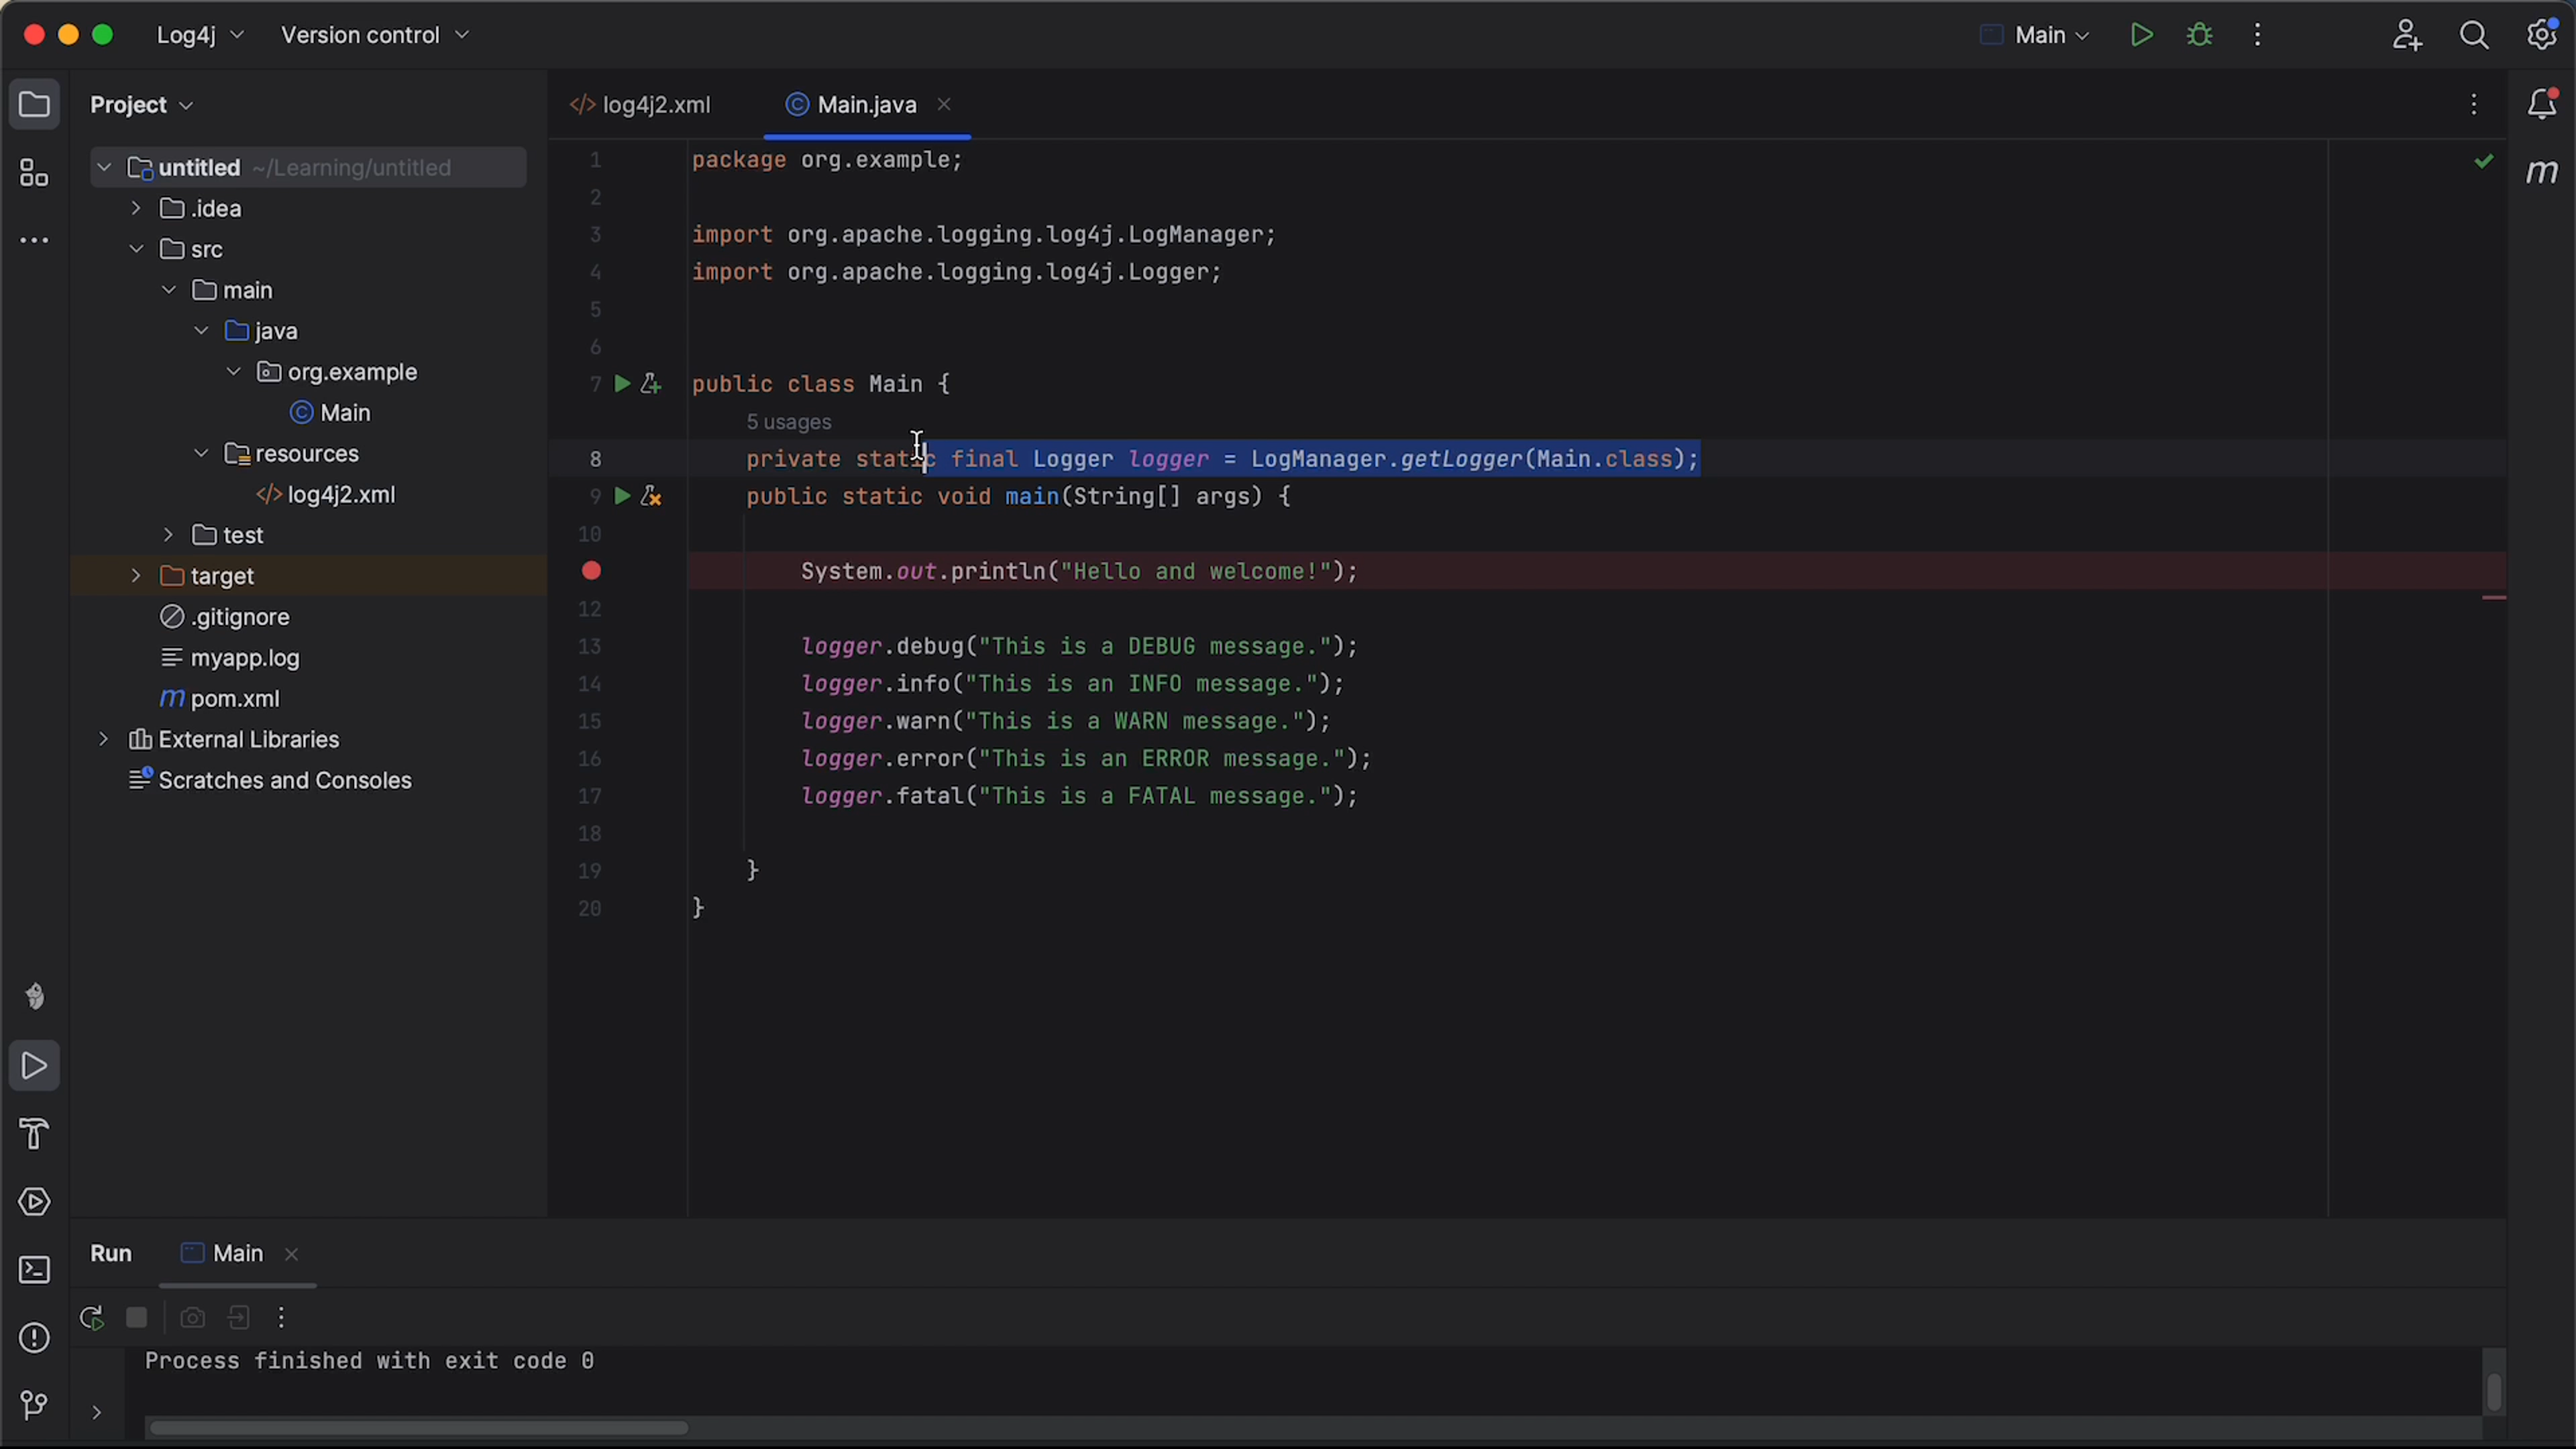 Log4j Version control Main
Project
log4j2.xml Main.java
untitled ~/Learning/untitled
.idea
src
main
java
org.example
Main
resources
log4j2.xml
test
target
.gitignore
myapp.log
m pom.xml
External Libraries
Scratches and Consoles
m
1 package org.example;
2
3 import org.apache.logging.log4j.LogManager;
4 import org.apache.logging.log4j.Logger;
5
6
7 public class Main {
5 usages
8 private static final Logger logger = LogManager.getLogger(Main.class);
9 public static void main(String[] args) {
10
System.out.println("Hello and welcome!");
12
13 logger.debug("This is a DEBUG message.");
14 logger.info("This is an INFO message.");
15 logger.warn("This is a WARN message.");
16 logger.error("This is an ERROR message.");
17 logger.fatal("This is a FATAL message.");
18
19 }
20 }
Run Main
Process finished with exit code 0